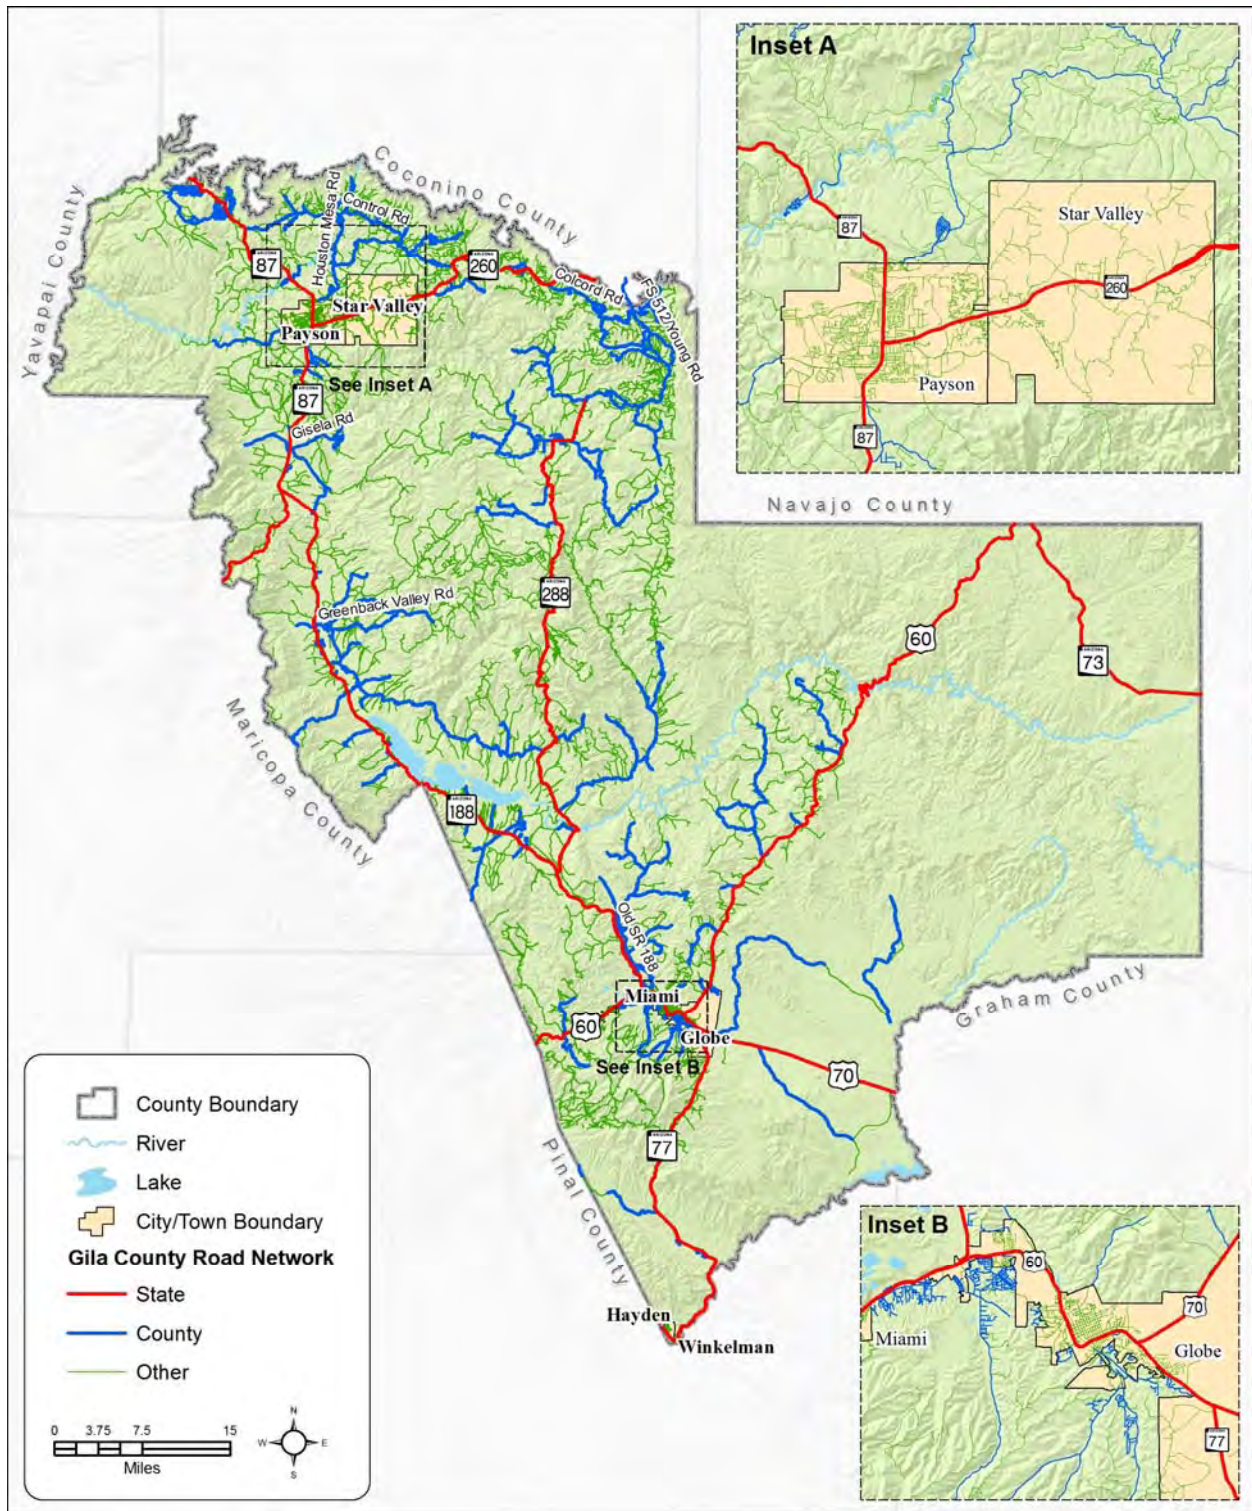 Inset A
87
Star Valley
260
Payson
87
Yavapai County
Coconino County
Houston Mesa Rd
Control Rd
87
260
Colcord Rd
FS 512/Young Rd
Star Valley
Payson
See Inset A
87
Gisela Rd
Navajo County
288
Greenback Valley Rd
60
73
Maricopa County
188
Old SR 188
Graham County
Miami
60
Globe
See Inset B
70
77
Pinal County
Hayden
Winkelman
County Boundary
River
Lake
City/Town Boundary
Gila County Road Network
State
County
Other
0 3.75 7.5 15
Miles
N
W E
S
Inset B
60
70
Miami
Globe
77